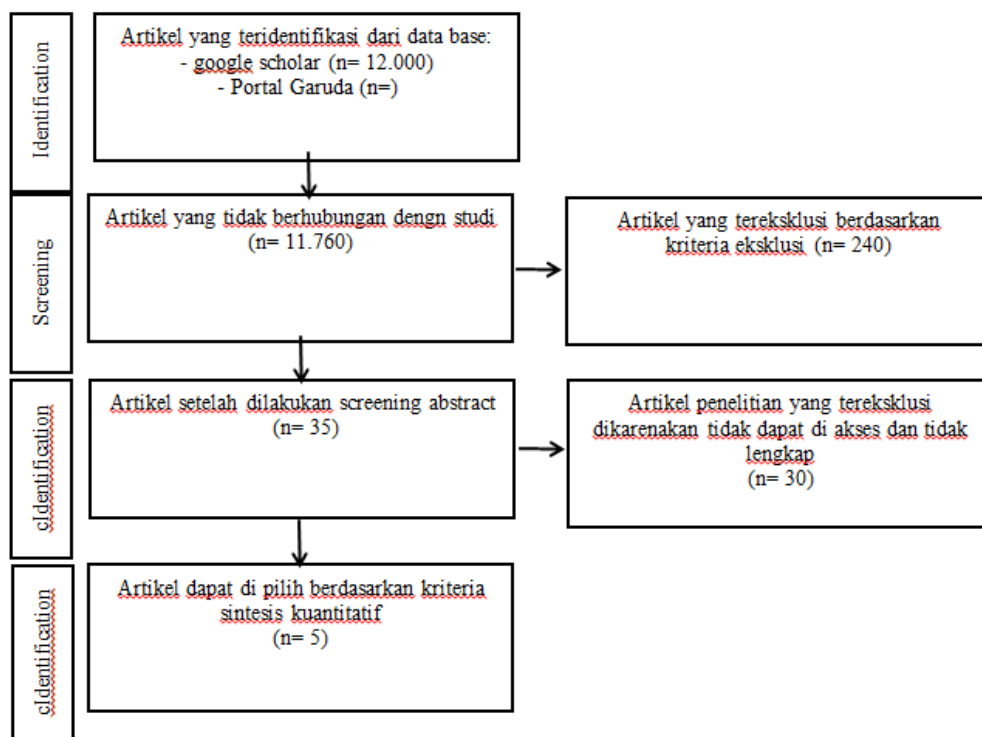 Identification
Artikel yang teridentifikasi dari data base:
- google scholar (n= 12.000)
- Portal Garuda (n=)
Screening
Artikel yang tidak berhubungan dengn studi
(n= 11.760)
Artikel yang tereksklusi berdasarkan
kriteria eksklusi (n= 240)
cIdentification
Artikel setelah dilakukan screening abstract
(n= 35)
Artikel penelitian yang tereksklusi
dikarenakan tidak dapat di akses dan tidak
lengkap
(n= 30)
cIdentification
Artikel dapat di pilih berdasarkan kriteria
sintesis kuantitatif
(n= 5)